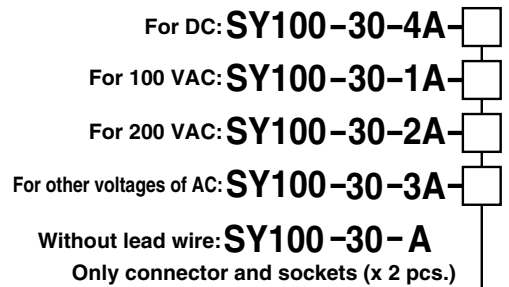 For DC: SY100-30-4A-
For 100 VAC: SY100-30-1A-
For 200 VAC: SY100-30-2A-
For other voltages of AC: SY100-30-3A-
Without lead wire: SY100-30-A
Only connector and sockets (x 2 pcs.)